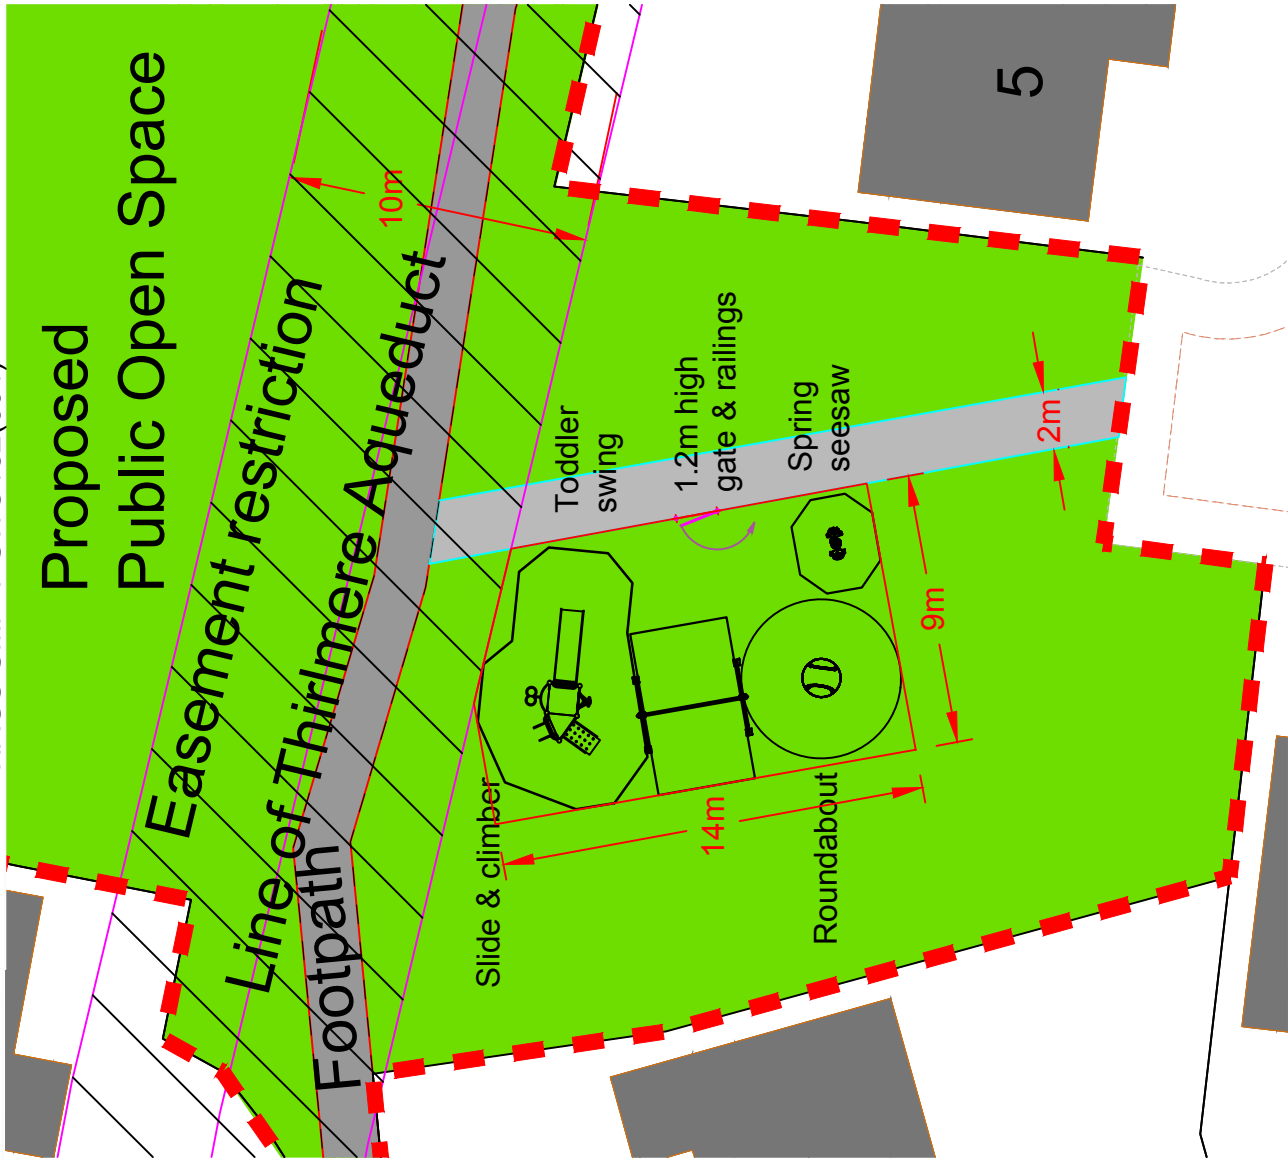 Proposed
Public Open Space
Easement restriction
Line of Thirlmere Aqueduct
Footpath
10m
Toddler
swing
1.2m high
gate & railings
Spring
seesaw
Slide & climber
Roundabout
14m
9m
2m
5